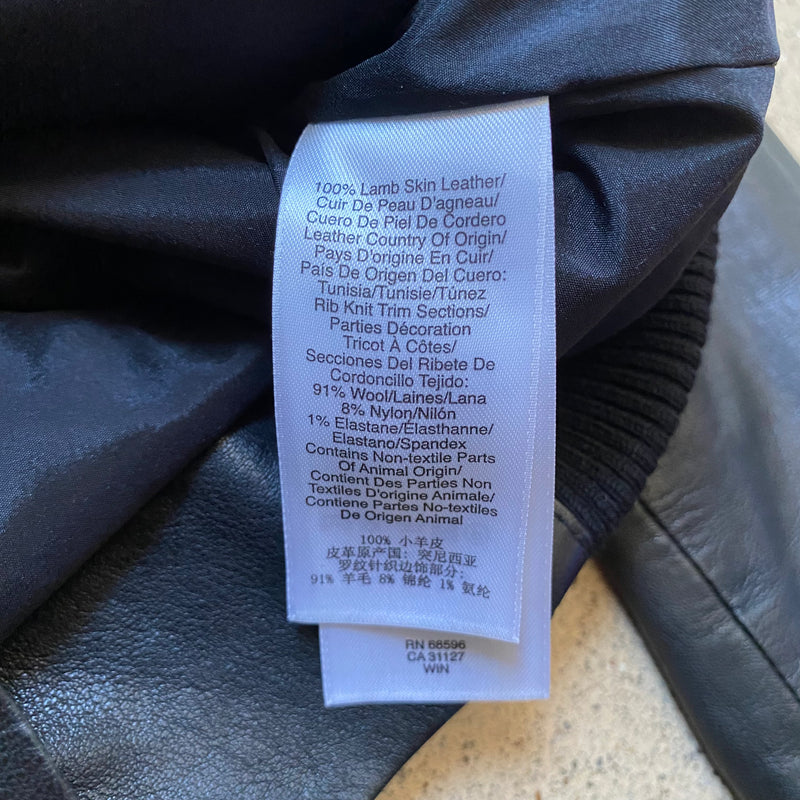 100% Lamb Skin Leather/
Cuir De Peau D'agneau/
Cuero De Piel De Cordero
Leather Country Of Origin/
Pays D'origine En Cuir/
País De Origen Del Cuero:
Tunisia/Tunisie/Túnez
Rib Knit Trim Sections/
Parties Décoration
Tricot À Côtes/
Secciones Del Ribete De
Cordoncillo Tejido:
91% Wool/Laines/Lana
8% Nylon/Nilón
1% Elastane/Élasthanne/
Elastano/Spandex
Contains Non-textile Parts
Of Animal Origin/
Contient Des Parties Non
Textiles D'origine Animale/
Contiene Partes No-textiles
De Origen Animal
100% 小羊皮
皮革原产国: 突尼西亚
罗纹针织边饰部分:
91% 羊毛 8% 锦纶 1% 氨纶
RN 68596
CA 31127
WIN